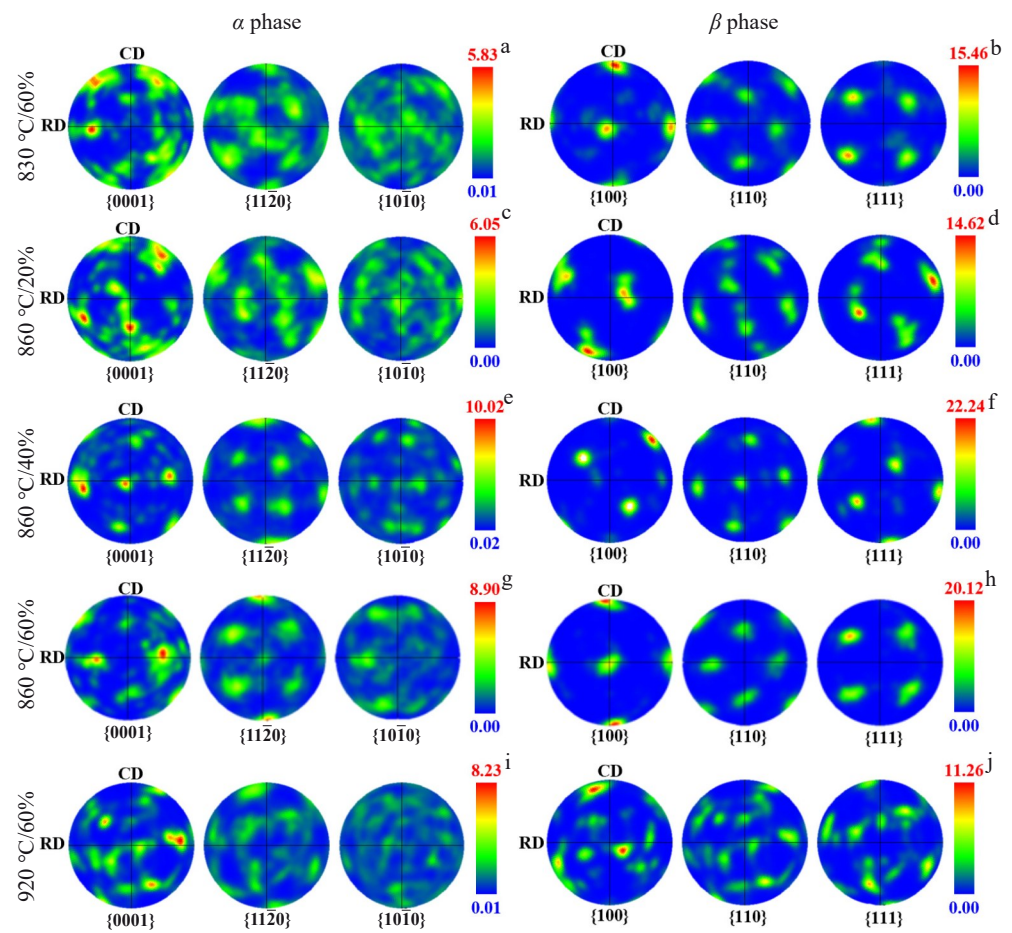 α phase β phase
830 °C/60%
CD
RD
{0001} {112̅0} {101̅0}
5.83
a
0.01
CD
RD
{100} {110} {111}
15.46
b
0.00
860 °C/20%
CD
RD
{0001} {112̅0} {101̅0}
6.05
c
0.00
CD
RD
{100} {110} {111}
14.62
d
0.00
860 °C/40%
CD
RD
{0001} {112̅0} {101̅0}
10.02
e
0.02
CD
RD
{100} {110} {111}
22.24
f
0.00
860 °C/60%
CD
RD
{0001} {112̅0} {101̅0}
8.90
g
0.00
CD
RD
{100} {110} {111}
20.12
h
0.00
920 °C/60%
CD
RD
{0001} {112̅0} {101̅0}
8.23
i
0.01
CD
RD
{100} {110} {111}
11.26
j
0.00